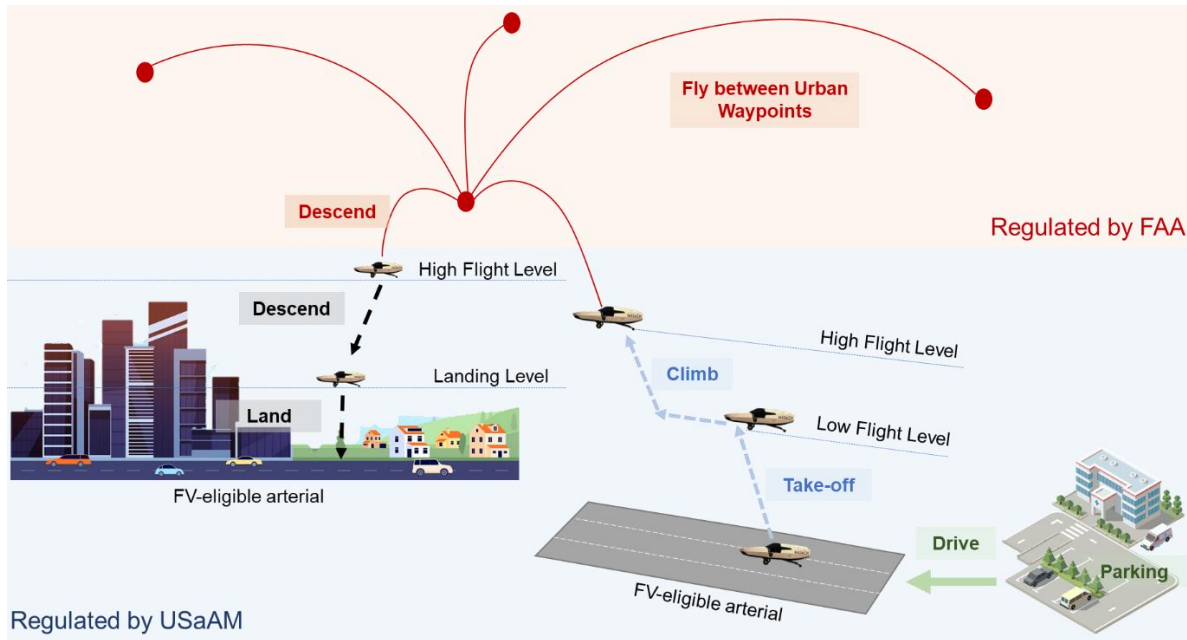 Fly between Urban
Waypoints
Descend
Regulated by FAA
High Flight Level
Descend
High Flight Level
Landing Level
Climb
Land
Low Flight Level
Take-off
FV-eligible arterial
Drive
Parking
FV-eligible arterial
Regulated by USaAM